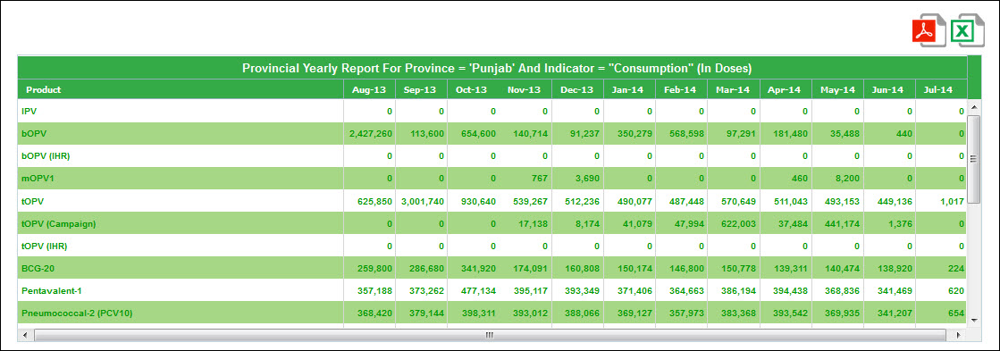 Provincial Yearly Report For Province = 'Punjab' And Indicator = "Consumption" (In Doses)
Product Aug-13 Sep-13 Oct-13 Nov-13 Dec-13 Jan-14 Feb-14 Mar-14 Apr-14 May-14 Jun-14 Jul-14
IPV 0 0 0 0 0 0 0 0 0 0 0 0
bOPV 2,427,260 113,600 654,600 140,714 91,237 350,279 568,598 97,291 181,480 35,488 440 0
bOPV (IHR) 0 0 0 0 0 0 0 0 0 0 0 0
mOPV1 0 0 0 767 3,690 0 0 0 460 8,200 0 0
tOPV 625,850 3,001,740 930,640 539,267 512,236 490,077 487,448 570,649 511,043 493,153 449,136 1,017
tOPV (Campaign) 0 0 0 17,138 8,174 41,079 47,994 622,003 37,484 441,174 1,376 0
tOPV (IHR) 0 0 0 0 0 0 0 0 0 0 0 0
BCG-20 259,800 286,680 341,920 174,091 160,808 150,174 146,800 150,778 139,311 140,474 138,920 224
Pentavalent-1 357,188 373,262 477,134 395,117 393,349 371,406 364,663 386,194 394,438 368,836 341,469 620
Pneumococcal-2 (PCV10) 368,420 379,144 398,311 393,012 388,066 369,127 357,973 383,368 393,542 369,935 341,207 654